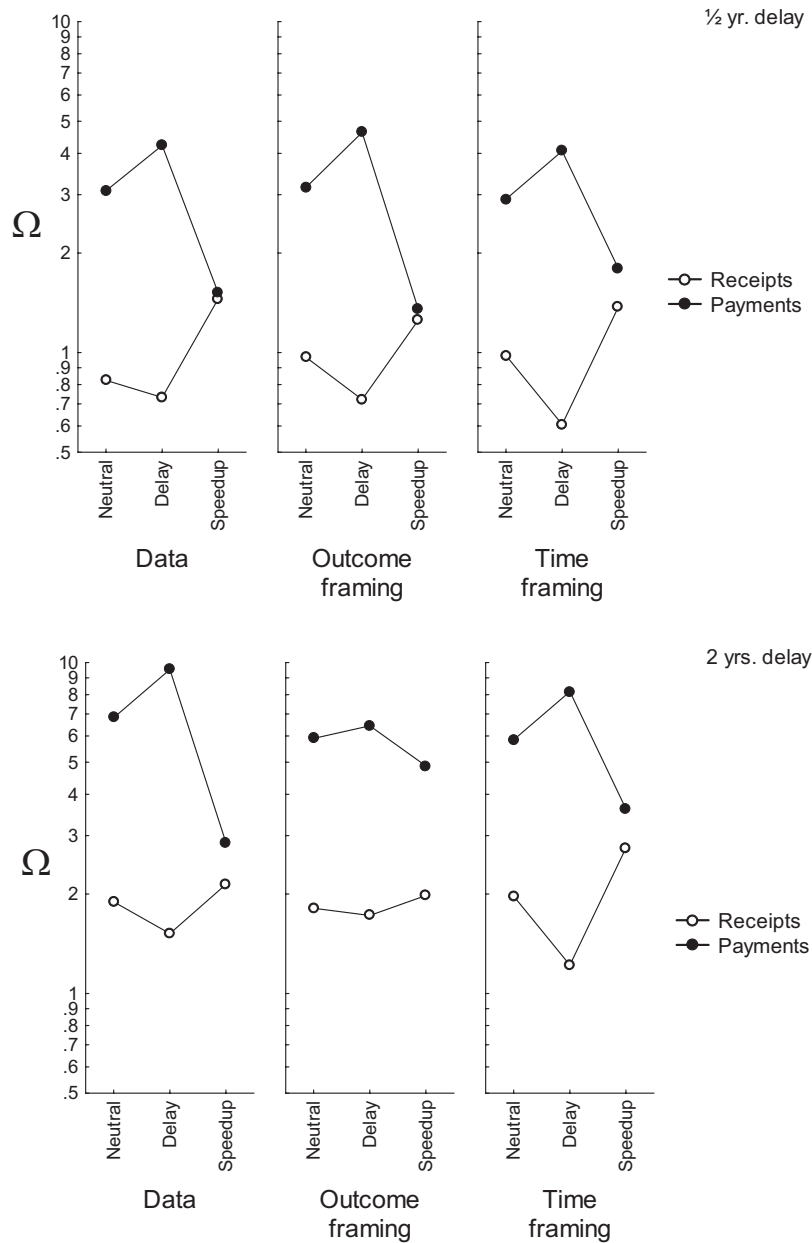 ½ yr. delay
10
9
8
7
6
5
4
3
2
1
.9
.8
.7
.6
.5
Ω
Receipts
Payments
Neutral
Delay
Speedup
Neutral
Delay
Speedup
Neutral
Delay
Speedup
Data
Outcome
framing
Time
framing
2 yrs. delay
10
9
8
7
6
5
4
3
2
1
.9
.8
.7
.6
.5
Ω
Receipts
Payments
Neutral
Delay
Speedup
Neutral
Delay
Speedup
Neutral
Delay
Speedup
Data
Outcome
framing
Time
framing